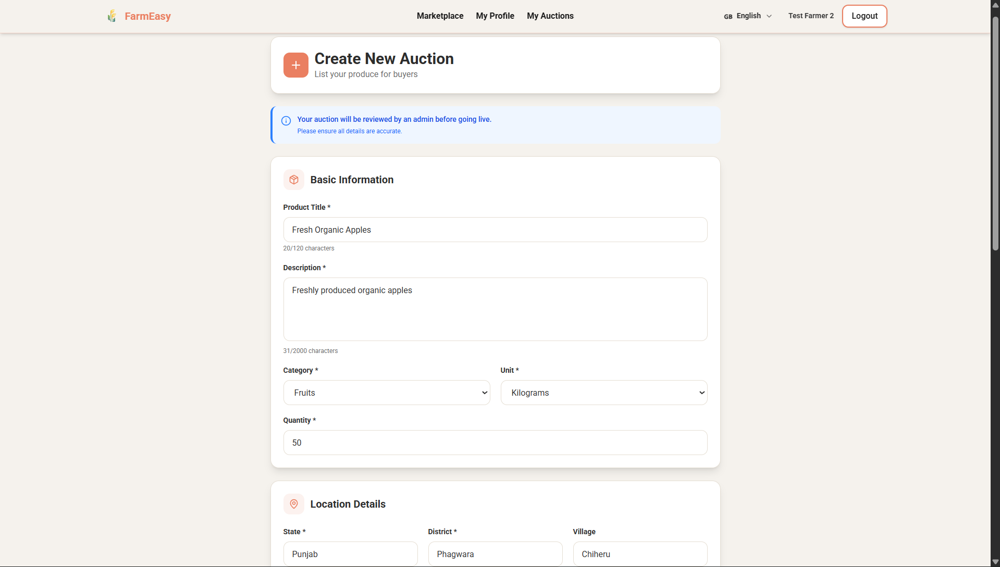 FarmEasy
Marketplace My Profile My Auctions
GB English
Test Farmer 2
Logout
Create New Auction
List your produce for buyers
Your auction will be reviewed by an admin before going live.
Please ensure all details are accurate.
Basic Information
Product Title *
Fresh Organic Apples
20/120 characters
Description *
Freshly produced organic apples
31/2000 characters
Category * Unit *
Fruits Kilograms
Quantity *
50
Location Details
State * District * Village
Punjab Phagwara Chiheru